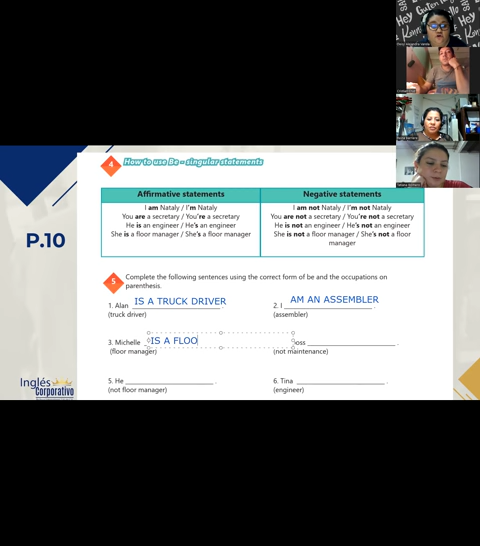 HEY Guten
Hey
4 How to use Be – singular statements
Affirmative statements Negative statements
I am Nataly / I'm Nataly I am not Nataly / I'm not Nataly
You are a secretary / You're a secretary You are not a secretary / You're not a secretary
He is an engineer / He's an engineer He is not an engineer / He's not an engineer
She is a floor manager / She's a floor manager She is not a floor manager / She's not a floor
manager
P.10
5 Complete the following sentences using the correct form of be and the occupations on
parenthesis.
1. Alan IS A TRUCK DRIVER . 2. I AM AN ASSEMBLER .
(truck driver) (assembler)
3. Michelle IS A FLOO oss .
(floor manager) (not maintenance)
5. He . 6. Tina .
(not floor manager) (engineer)
Inglés
Corporativo